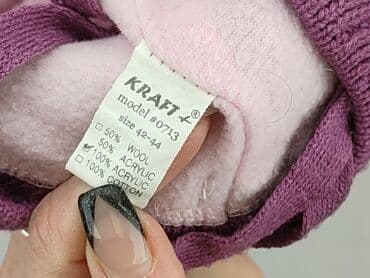 KRAFT+®
model #0713
size 42-44
□ 50% WOOL
50% ACRYLIC
☑ 100% ACRYLIC
□ 100% COTTON